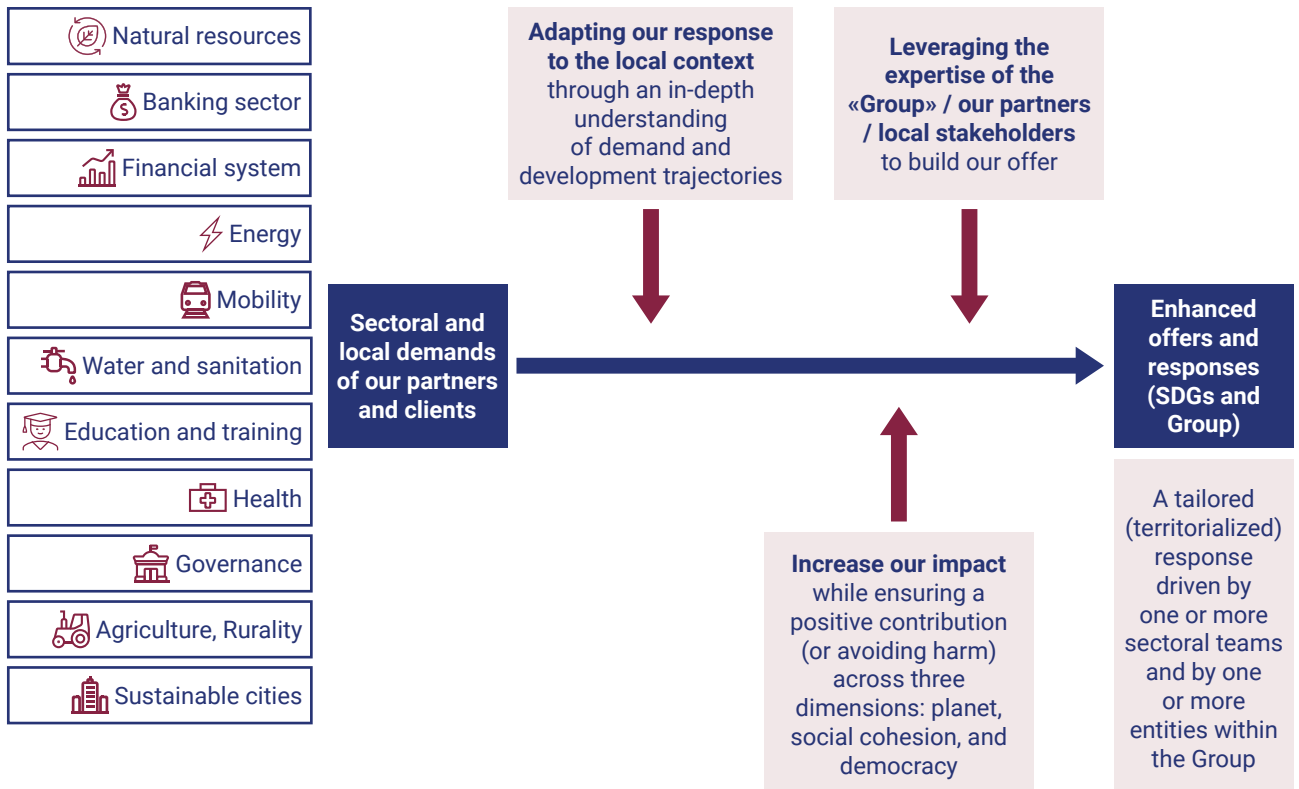 Natural resources
Banking sector
Financial system
Energy
Mobility
Water and sanitation
Education and training
Health
Governance
Agriculture, Rurality
Sustainable cities
Sectoral and
local demands
of our partners
and clients
Adapting our response
to the local context
through an in-depth
understanding
of demand and
development trajectories
Leveraging the
expertise of the
«Group» / our partners
/ local stakeholders
to build our offer
Increase our impact
while ensuring a
positive contribution
(or avoiding harm)
across three
dimensions: planet,
social cohesion, and
democracy
Enhanced
offers and
responses
(SDGs and
Group)
A tailored
(territorialized)
response
driven by
one or more
sectoral teams
and by one
or more
entities within
the Group